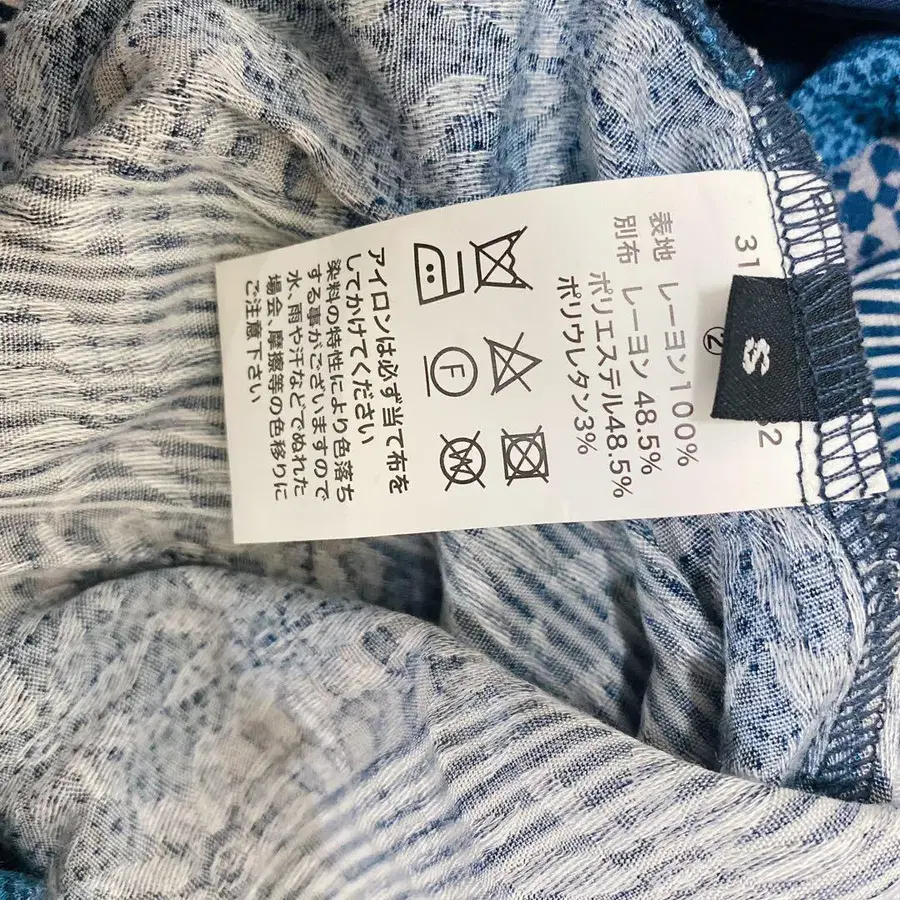 S
31
②
2
表地 レーヨン100%
別布 レーヨン 48.5%
ポリエステル48.5%
ポリウレタン3%
F
W
アイロンは必ず当て布を
してかけてください
染料の特性により色落ち
する事がございますので
水、雨や汗などでぬれた
場合、摩擦等の色移りに
ご注意下さい